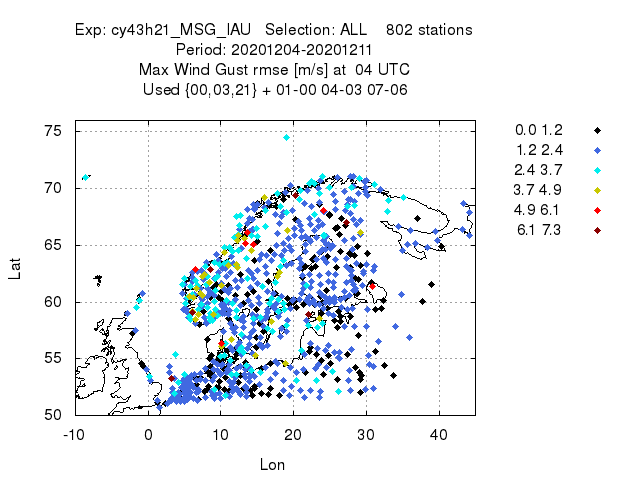 Exp: cy43h21_MSG_IAU Selection: ALL 802 stations
Period: 20201204-20201211
Max Wind Gust rmse [m/s] at 04 UTC
Used {00,03,21} + 01-00 04-03 07-06
75
70
65
60
55
50
Lat
-10 0 10 20 30 40
Lon
0.0 1.2
1.2 2.4
2.4 3.7
3.7 4.9
4.9 6.1
6.1 7.3